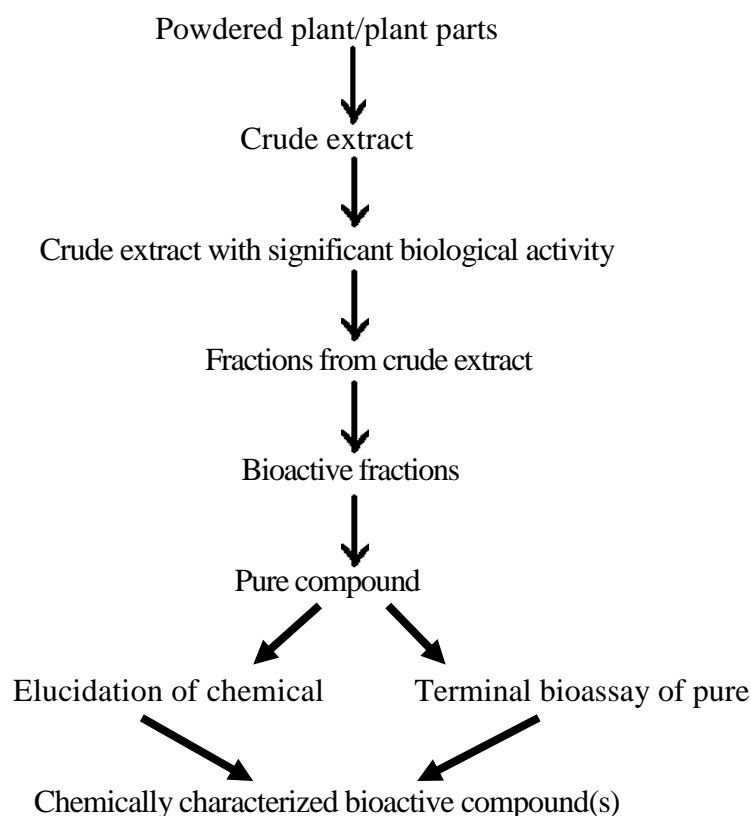 Powdered plant/plant parts
Crude extract
Crude extract with significant biological activity
Fractions from crude extract
Bioactive fractions
Pure compound
Elucidation of chemical
Terminal bioassay of pure
Chemically characterized bioactive compound(s)